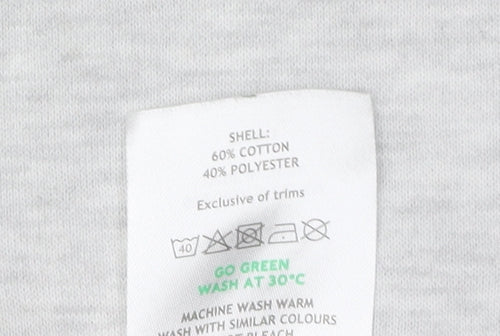 SHELL:
60% COTTON
40% POLYESTER
Exclusive of trims
40
GO GREEN
WASH AT 30°C
MACHINE WASH WARM
WASH WITH SIMILAR COLOURS
BLEACH